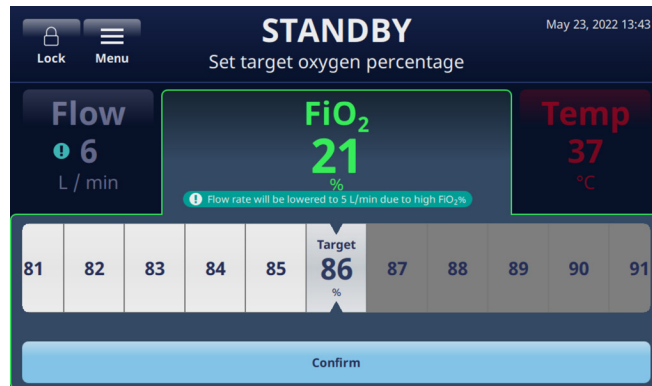 STANDBY
May 23, 2022 13:43
Lock Menu
Set target oxygen percentage
Flow
6
L / min
FiO₂
21
%
Flow rate will be lowered to 5 L/min due to high FiO₂%
Temp
37
°C
Target
81 82 83 84 85 86 87 88 89 90 91
%
Confirm